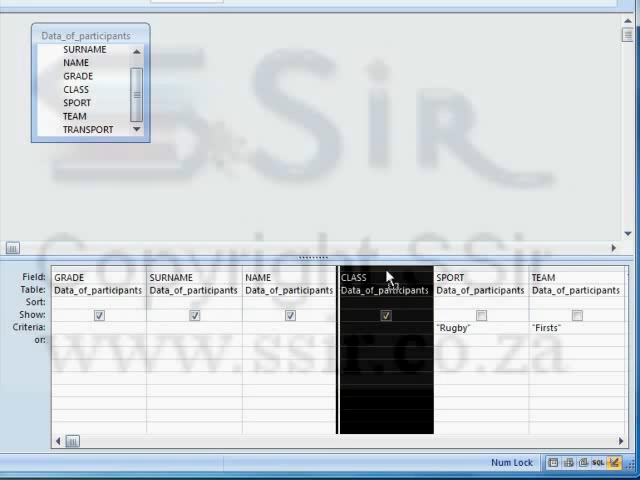 Data_of_participants
SURNAME
NAME
GRADE
CLASS
SPORT
TEAM
TRANSPORT
SSir
Copyright SSir
www.ssir.co.za
Field: GRADE SURNAME NAME CLASS SPORT TEAM
Table: Data_of_participants Data_of_participants Data_of_participants Data_of_participants Data_of_participants Data_of_participants
Sort:
Show:
Criteria: "Rugby" "Firsts"
or:
Num Lock SQL